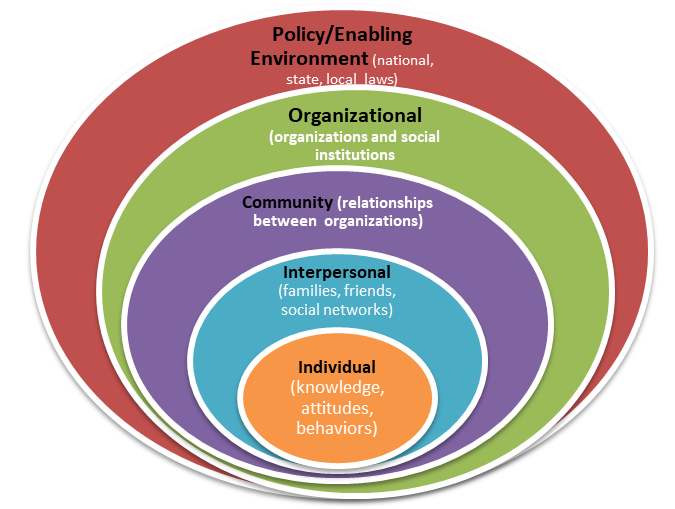 Policy/Enabling
Environment (national,
state, local laws)
Organizational
(organizations and social
institutions
Community (relationships
between organizations)
Interpersonal
(families, friends,
social networks)
Individual
(knowledge,
attitudes,
behaviors)